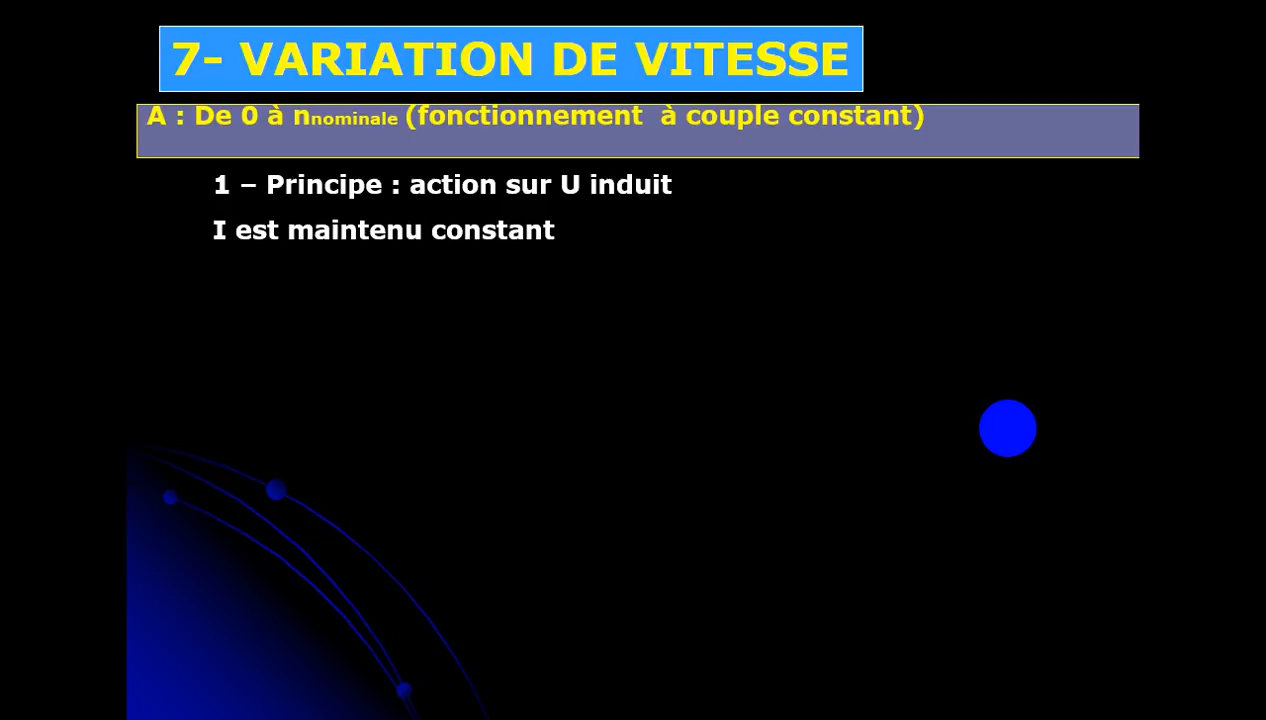 7- VARIATION DE VITESSE
A : De 0 à nnominale (fonctionnement à couple constant)
1 – Principe : action sur U induit
I est maintenu constant